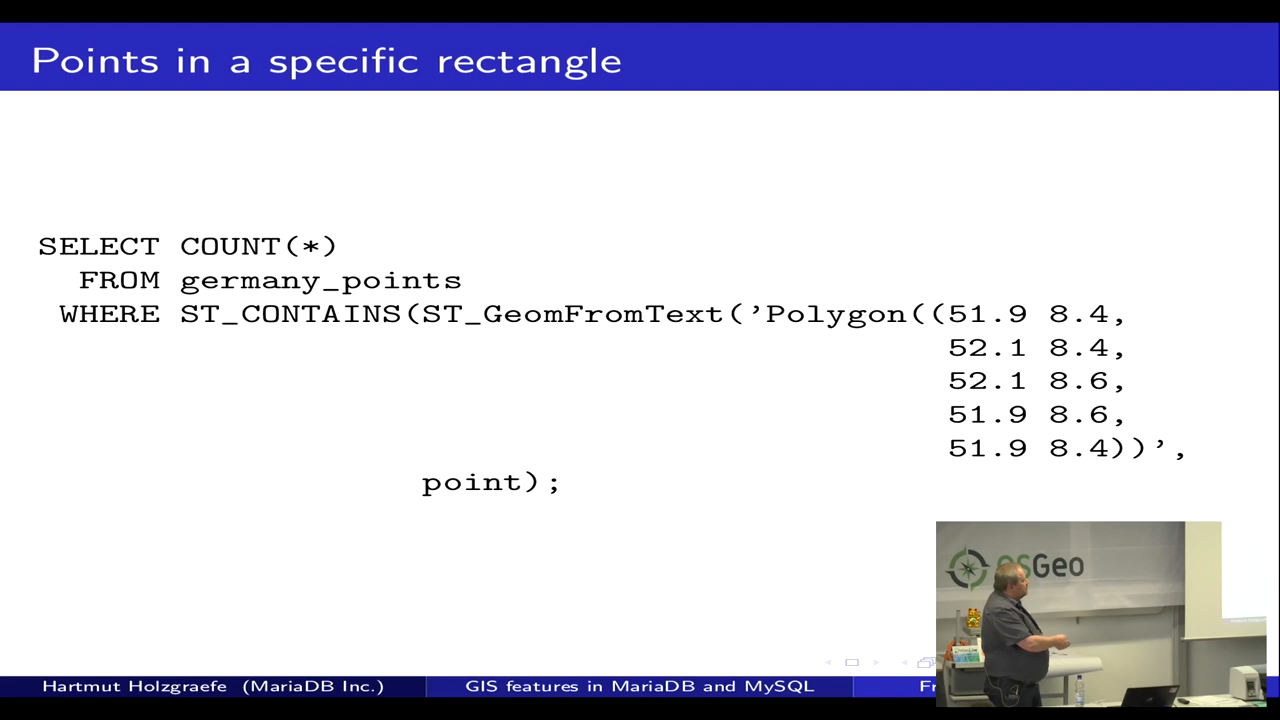 Points in a specific rectangle
SELECT COUNT(*)
FROM germany_points
WHERE ST_CONTAINS(ST_GeomFromText('Polygon((51.9 8.4,
52.1 8.4,
52.1 8.6,
51.9 8.6,
51.9 8.4))',
point);
OSGeo
Hartmut Holzgraefe (MariaDB Inc.)
GIS features in MariaDB and MySQL